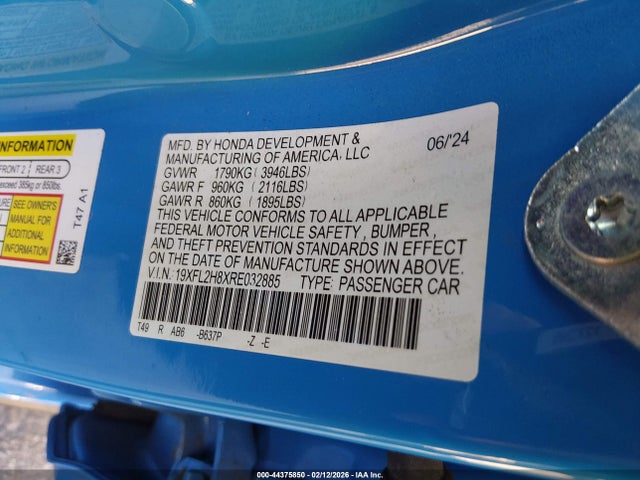 MFD. BY HONDA DEVELOPMENT &
MANUFACTURING OF AMERICA, LLC
06/'24
GVWR 1790KG(3946LBS)
GAWR F 960KG (2116LBS)
GAWR R 860KG (1895LBS)
THIS VEHICLE CONFORMS TO ALL APPLICABLE
FEDERAL MOTOR VEHICLE SAFETY, BUMPER,
AND THEFT PREVENTION STANDARDS IN EFFECT
ON THE DATE OF MANUFACTURE SHOWN ABOVE.
V.I.N.: 19XFL2H8XRE032885 TYPE: PASSENGER CAR
T49 R AB6 -B637P -Z -E
INFORMATION
FRONT 2 REAR 3
exceed 385kg or 850lbs.
SEE OWNER'S
MANUAL FOR
ADDITIONAL
INFORMATION
T47 A1
000-44375850 - 02/12/2026 - IAA Inc.